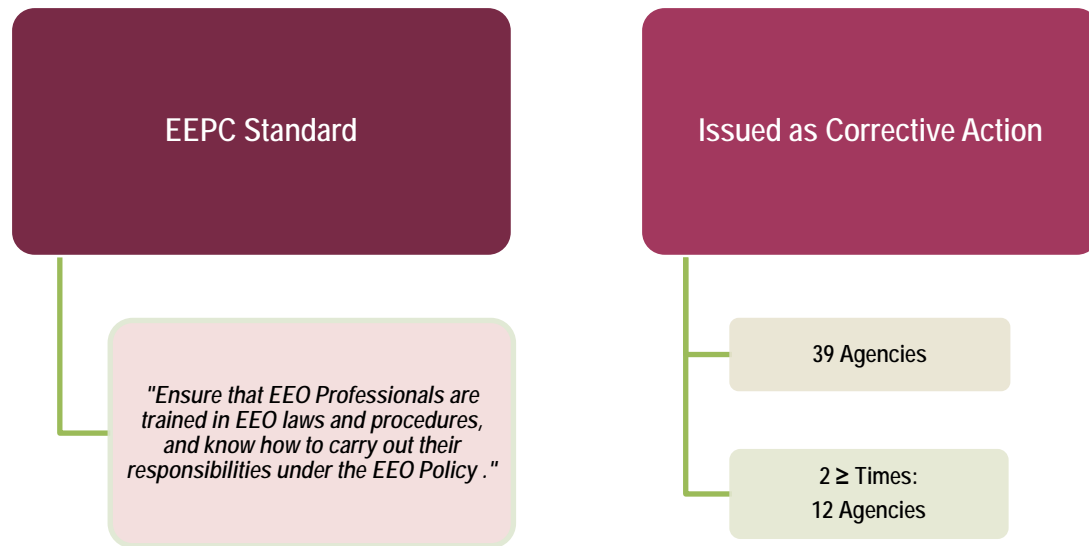 EEPC Standard
"Ensure that EEO Professionals are
trained in EEO laws and procedures,
and know how to carry out their
responsibilities under the EEO Policy ."
Issued as Corrective Action
39 Agencies
2 ≥ Times:
12 Agencies